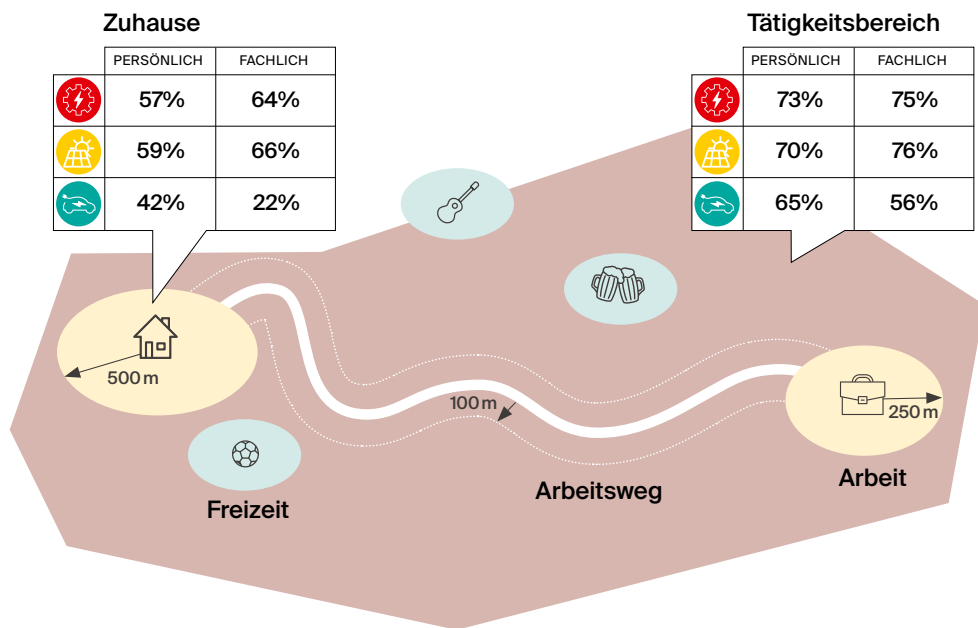 Zuhause
PERSÖNLICH FACHLICH
57% 64%
59% 66%
42% 22%
Tätigkeitsbereich
PERSÖNLICH FACHLICH
73% 75%
70% 76%
65% 56%
500 m
100 m
250 m
Freizeit
Arbeitsweg
Arbeit